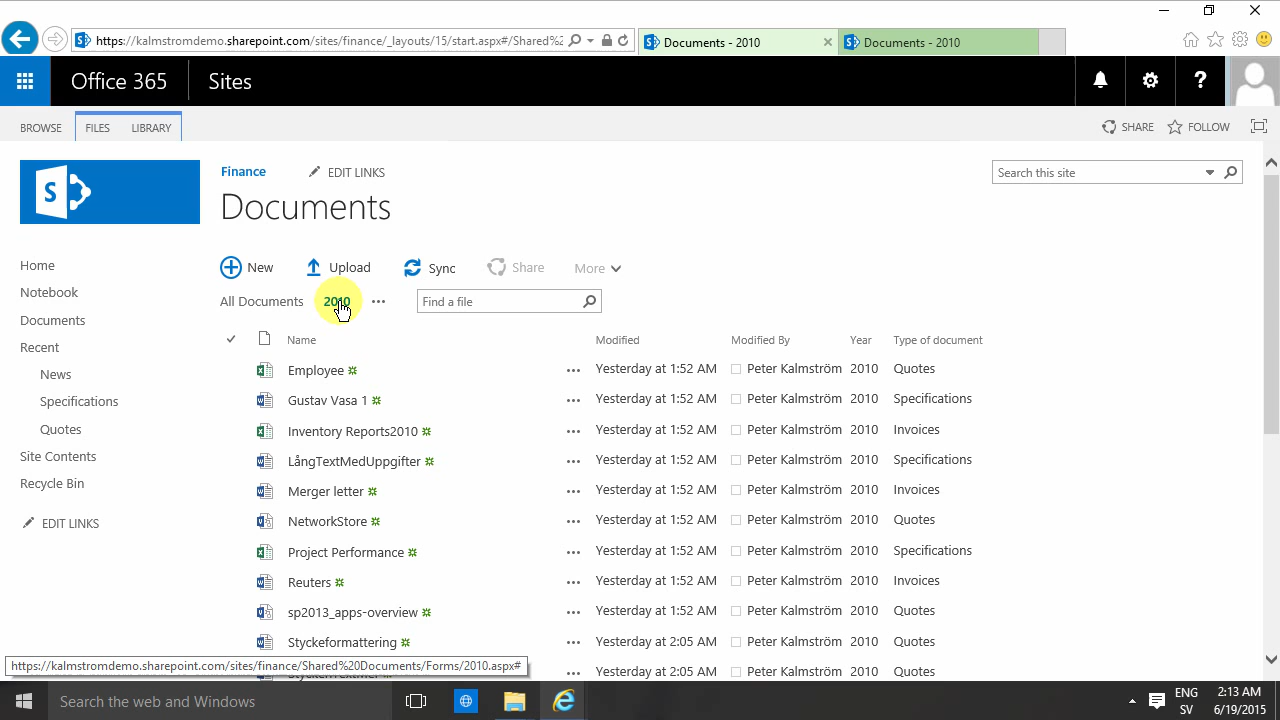 https://kalmstromdemo.sharepoint.com/sites/finance/_layouts/15/start.aspx#/Shared%2
Documents - 2010
Documents - 2010
Office 365
Sites
?
BROWSE
FILES
LIBRARY
SHARE
FOLLOW
S
Finance
EDIT LINKS
Search this site
Documents
Home
Notebook
Documents
Recent
News
Specifications
Quotes
Site Contents
Recycle Bin
EDIT LINKS
New Upload Sync Share More
All Documents 2010 ••• Find a file
Name Modified Modified By Year Type of document
Employee ••• Yesterday at 1:52 AM Peter Kalmström 2010 Quotes
Gustav Vasa 1 ••• Yesterday at 1:52 AM Peter Kalmström 2010 Specifications
Inventory Reports2010 ••• Yesterday at 1:52 AM Peter Kalmström 2010 Invoices
LångTextMedUppgifter ••• Yesterday at 1:52 AM Peter Kalmström 2010 Specifications
Merger letter ••• Yesterday at 1:52 AM Peter Kalmström 2010 Invoices
NetworkStore ••• Yesterday at 1:52 AM Peter Kalmström 2010 Quotes
Project Performance ••• Yesterday at 1:52 AM Peter Kalmström 2010 Specifications
Reuters ••• Yesterday at 1:52 AM Peter Kalmström 2010 Invoices
sp2013_apps-overview ••• Yesterday at 1:52 AM Peter Kalmström 2010 Quotes
Styckeformattering ••• Yesterday at 2:05 AM Peter Kalmström 2010 Quotes
••• Yesterday at 2:05 AM Peter Kalmström 2010 Quotes
https://kalmstromdemo.sharepoint.com/sites/finance/Shared%20Documents/Forms/2010.aspx#
Search the web and Windows
ENG
SV
2:13 AM
6/19/2015